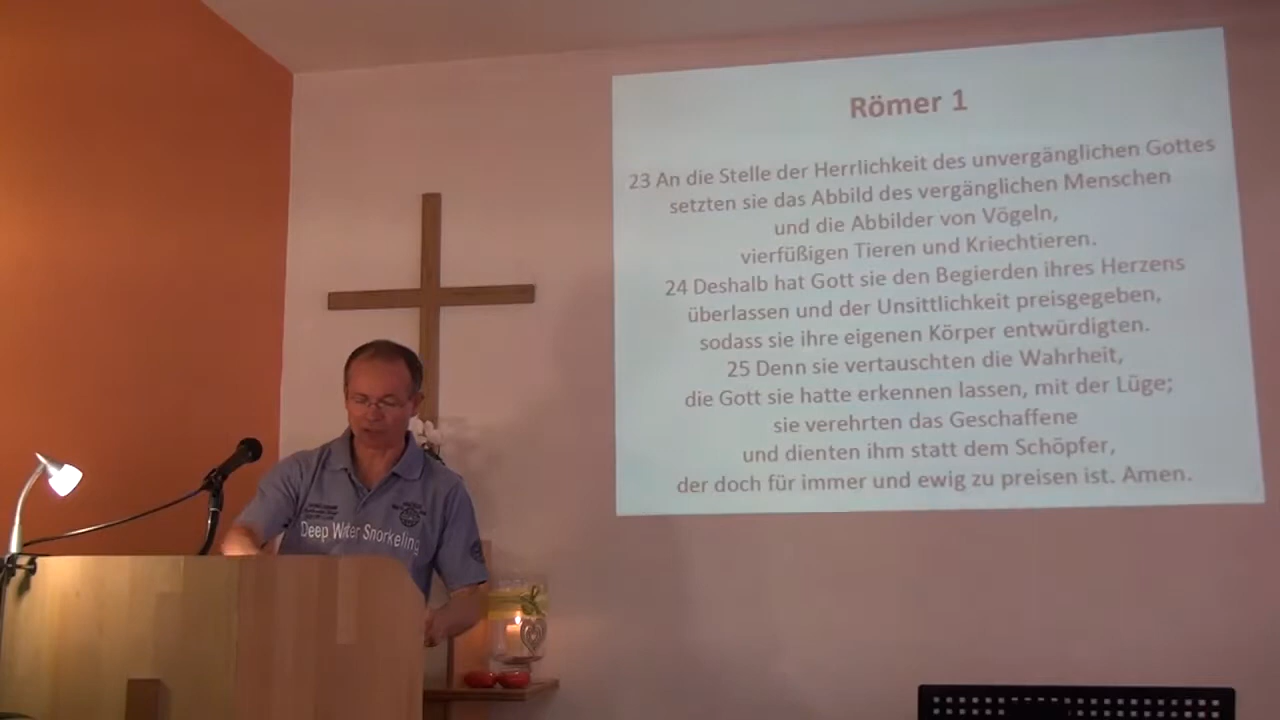 Römer 1
23 An die Stelle der Herrlichkeit des unvergänglichen Gottes
setzten sie das Abbild des vergänglichen Menschen
und die Abbilder von Vögeln,
vierfüßigen Tieren und Kriechtieren.
24 Deshalb hat Gott sie den Begierden ihres Herzens
überlassen und der Unsittlichkeit preisgegeben,
sodass sie ihre eigenen Körper entwürdigten.
25 Denn sie vertauschten die Wahrheit,
die Gott sie hatte erkennen lassen, mit der Lüge;
sie verehrten das Geschaffene
und dienten ihm statt dem Schöpfer,
der doch für immer und ewig zu preisen ist. Amen.
Deep Water Snorkeling